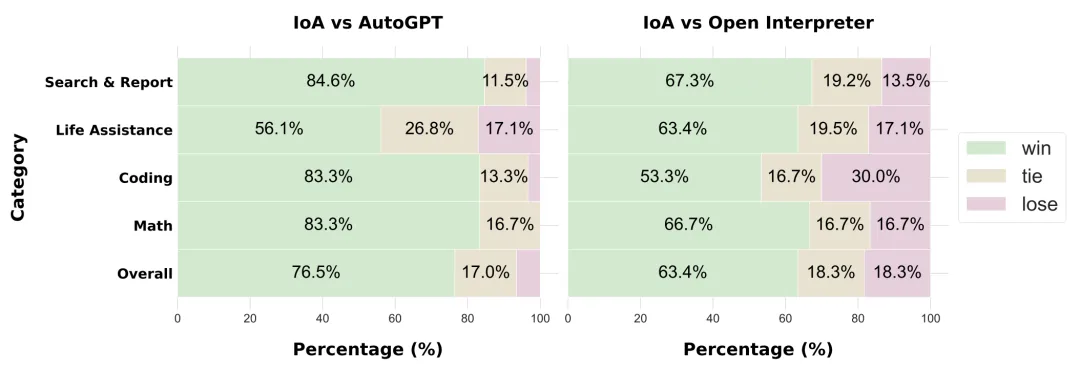 IoA vs AutoGPT
IoA vs Open Interpreter
Category
Search & Report
84.6%
11.5%
67.3%
19.2%
13.5%
Life Assistance
56.1%
26.8%
17.1%
63.4%
19.5%
17.1%
Coding
83.3%
13.3%
53.3%
16.7%
30.0%
Math
83.3%
16.7%
66.7%
16.7%
16.7%
Overall
76.5%
17.0%
63.4%
18.3%
18.3%
0
20
40
60
80
100
0
20
40
60
80
100
Percentage (%)
Percentage (%)
win
tie
lose